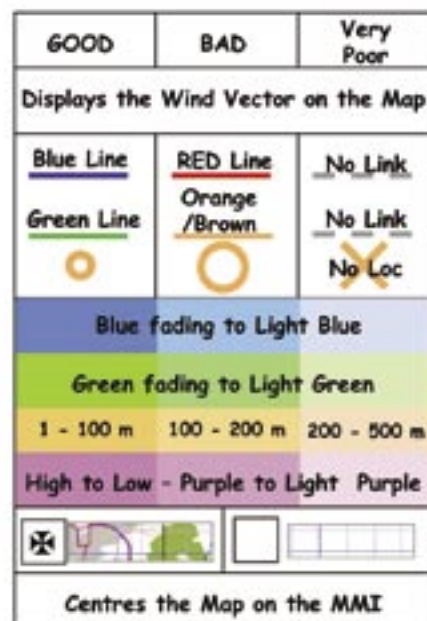 GOOD BAD Very Poor
Displays the Wind Vector on the Map
Blue Line RED Line No Link
Green Line Orange /Brown No Link
No Loc
Blue fading to Light Blue
Green fading to Light Green
1 - 100 m 100 - 200 m 200 - 500 m
High to Low - Purple to Light Purple
Centres the Map on the MMI